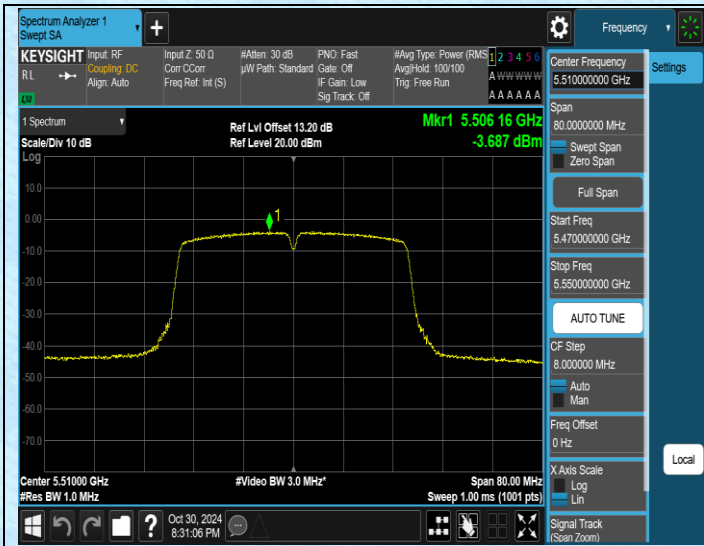 Spectrum Analyzer 1
Swept SA
+
Frequency
KEYSIGHT
RL
LXI
Input: RF
Coupling: DC
Align: Auto
Input Z: 50 Ω
Corr CCorr
Freq Ref: Int (S)
#Atten: 30 dB
µW Path: Standard
PNO: Fast
Gate: Off
IF Gain: Low
Sig Track: Off
#Avg Type: Power (RMS
Avg|Hold: 100/100
Trig: Free Run
1 2 3 4 5 6
A W W W W W
A A A A A A
Center Frequency
5.510000000 GHz
Settings
Span
80.0000000 MHz
Swept Span
Zero Span
Full Span
Start Freq
5.470000000 GHz
Stop Freq
5.550000000 GHz
AUTO TUNE
CF Step
8.000000 MHz
Auto
Man
Freq Offset
0 Hz
X Axis Scale
Log
Lin
Signal Track
(Span Zoom)
Local
1 Spectrum
Scale/Div 10 dB
Log
Ref Lvl Offset 13.20 dB
Ref Level 20.00 dBm
Mkr1 5.506 16 GHz
-3.687 dBm
10.0
0.00
-10.0
-20.0
-30.0
-40.0
-50.0
-60.0
-70.0
1
Center 5.51000 GHz
#Res BW 1.0 MHz
#Video BW 3.0 MHz*
Span 80.00 MHz
Sweep 1.00 ms (1001 pts)
?
Oct 30, 2024
8:31:06 PM